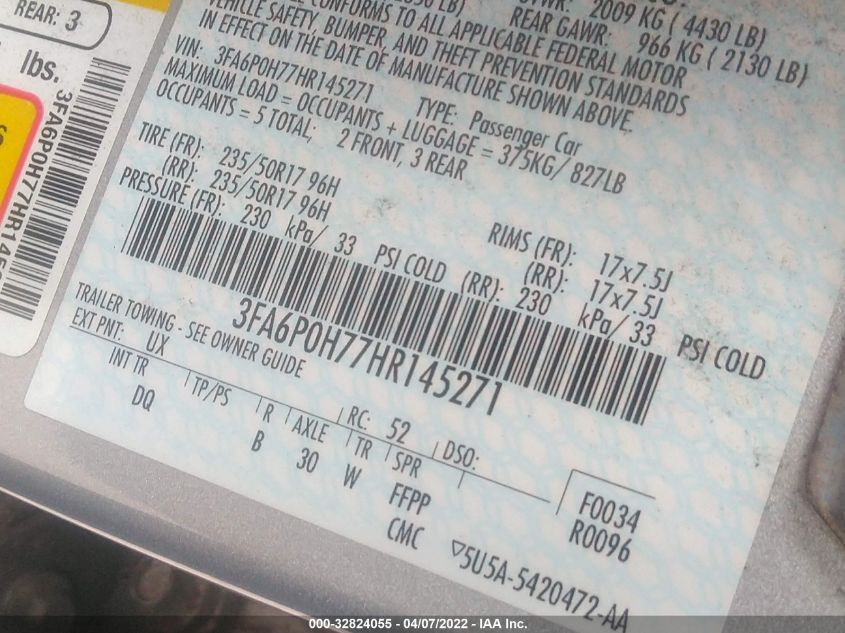 REAR: 3
lbs.
3FA6P0H77HR145
2009 KG ( 4430 LB)
REAR GAWR: 966 KG ( 2130 LB)
CONFORMS TO ALL APPLICABLE FEDERAL MOTOR
VEHICLE SAFETY, BUMPER, AND THEFT PREVENTION STANDARDS
IN EFFECT ON THE DATE OF MANUFACTURE SHOWN ABOVE.
VIN: 3FA6P0H77HR145271 TYPE: Passenger Car
MAXIMUM LOAD = OCCUPANTS + LUGGAGE = 375KG/ 827LB
OCCUPANTS = 5 TOTAL; 2 FRONT, 3 REAR
TIRE (FR): 235/50R17 96H RIMS (FR): 17x7.5J
(RR): 235/50R17 96H (RR): 17x7.5J
PRESSURE (FR): 230 kPa/ 33 PSI COLD (RR): 230 kPa/ 33 PSI COLD
3FA6P0H77HR145271
TRAILER TOWING - SEE OWNER GUIDE
EXT PNT: UX RC: 52 DSO:
INT TR TP/PS R AXLE TR SPR
DQ B 30 W FFPP
CMC
F0034
R0096
▽5U5A-5420472-AA
000-32824055 - 04/07/2022 - IAA Inc.